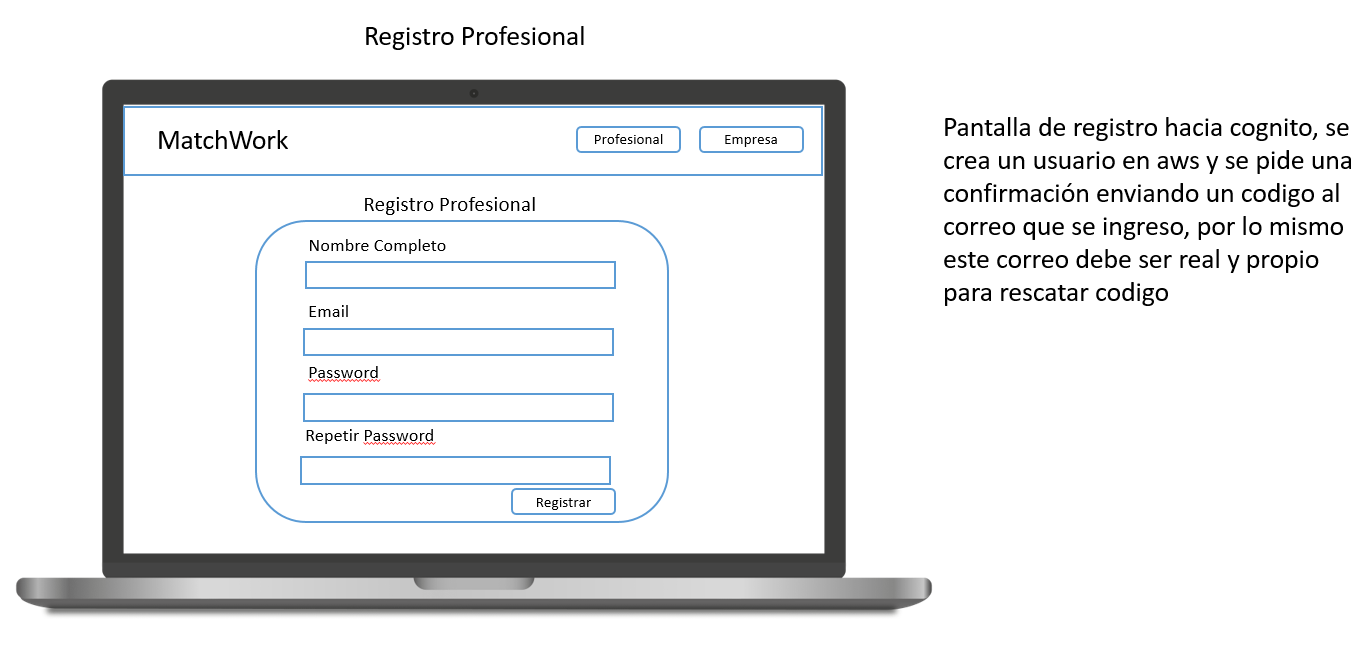 Registro Profesional
MatchWork
Profesional
Empresa
Registro Profesional
Nombre Completo
Email
Password
Repetir Password
Registrar
Pantalla de registro hacia cognito, se
crea un usuario en aws y se pide una
confirmación enviando un codigo al
correo que se ingreso, por lo mismo
este correo debe ser real y propio
para rescatar codigo